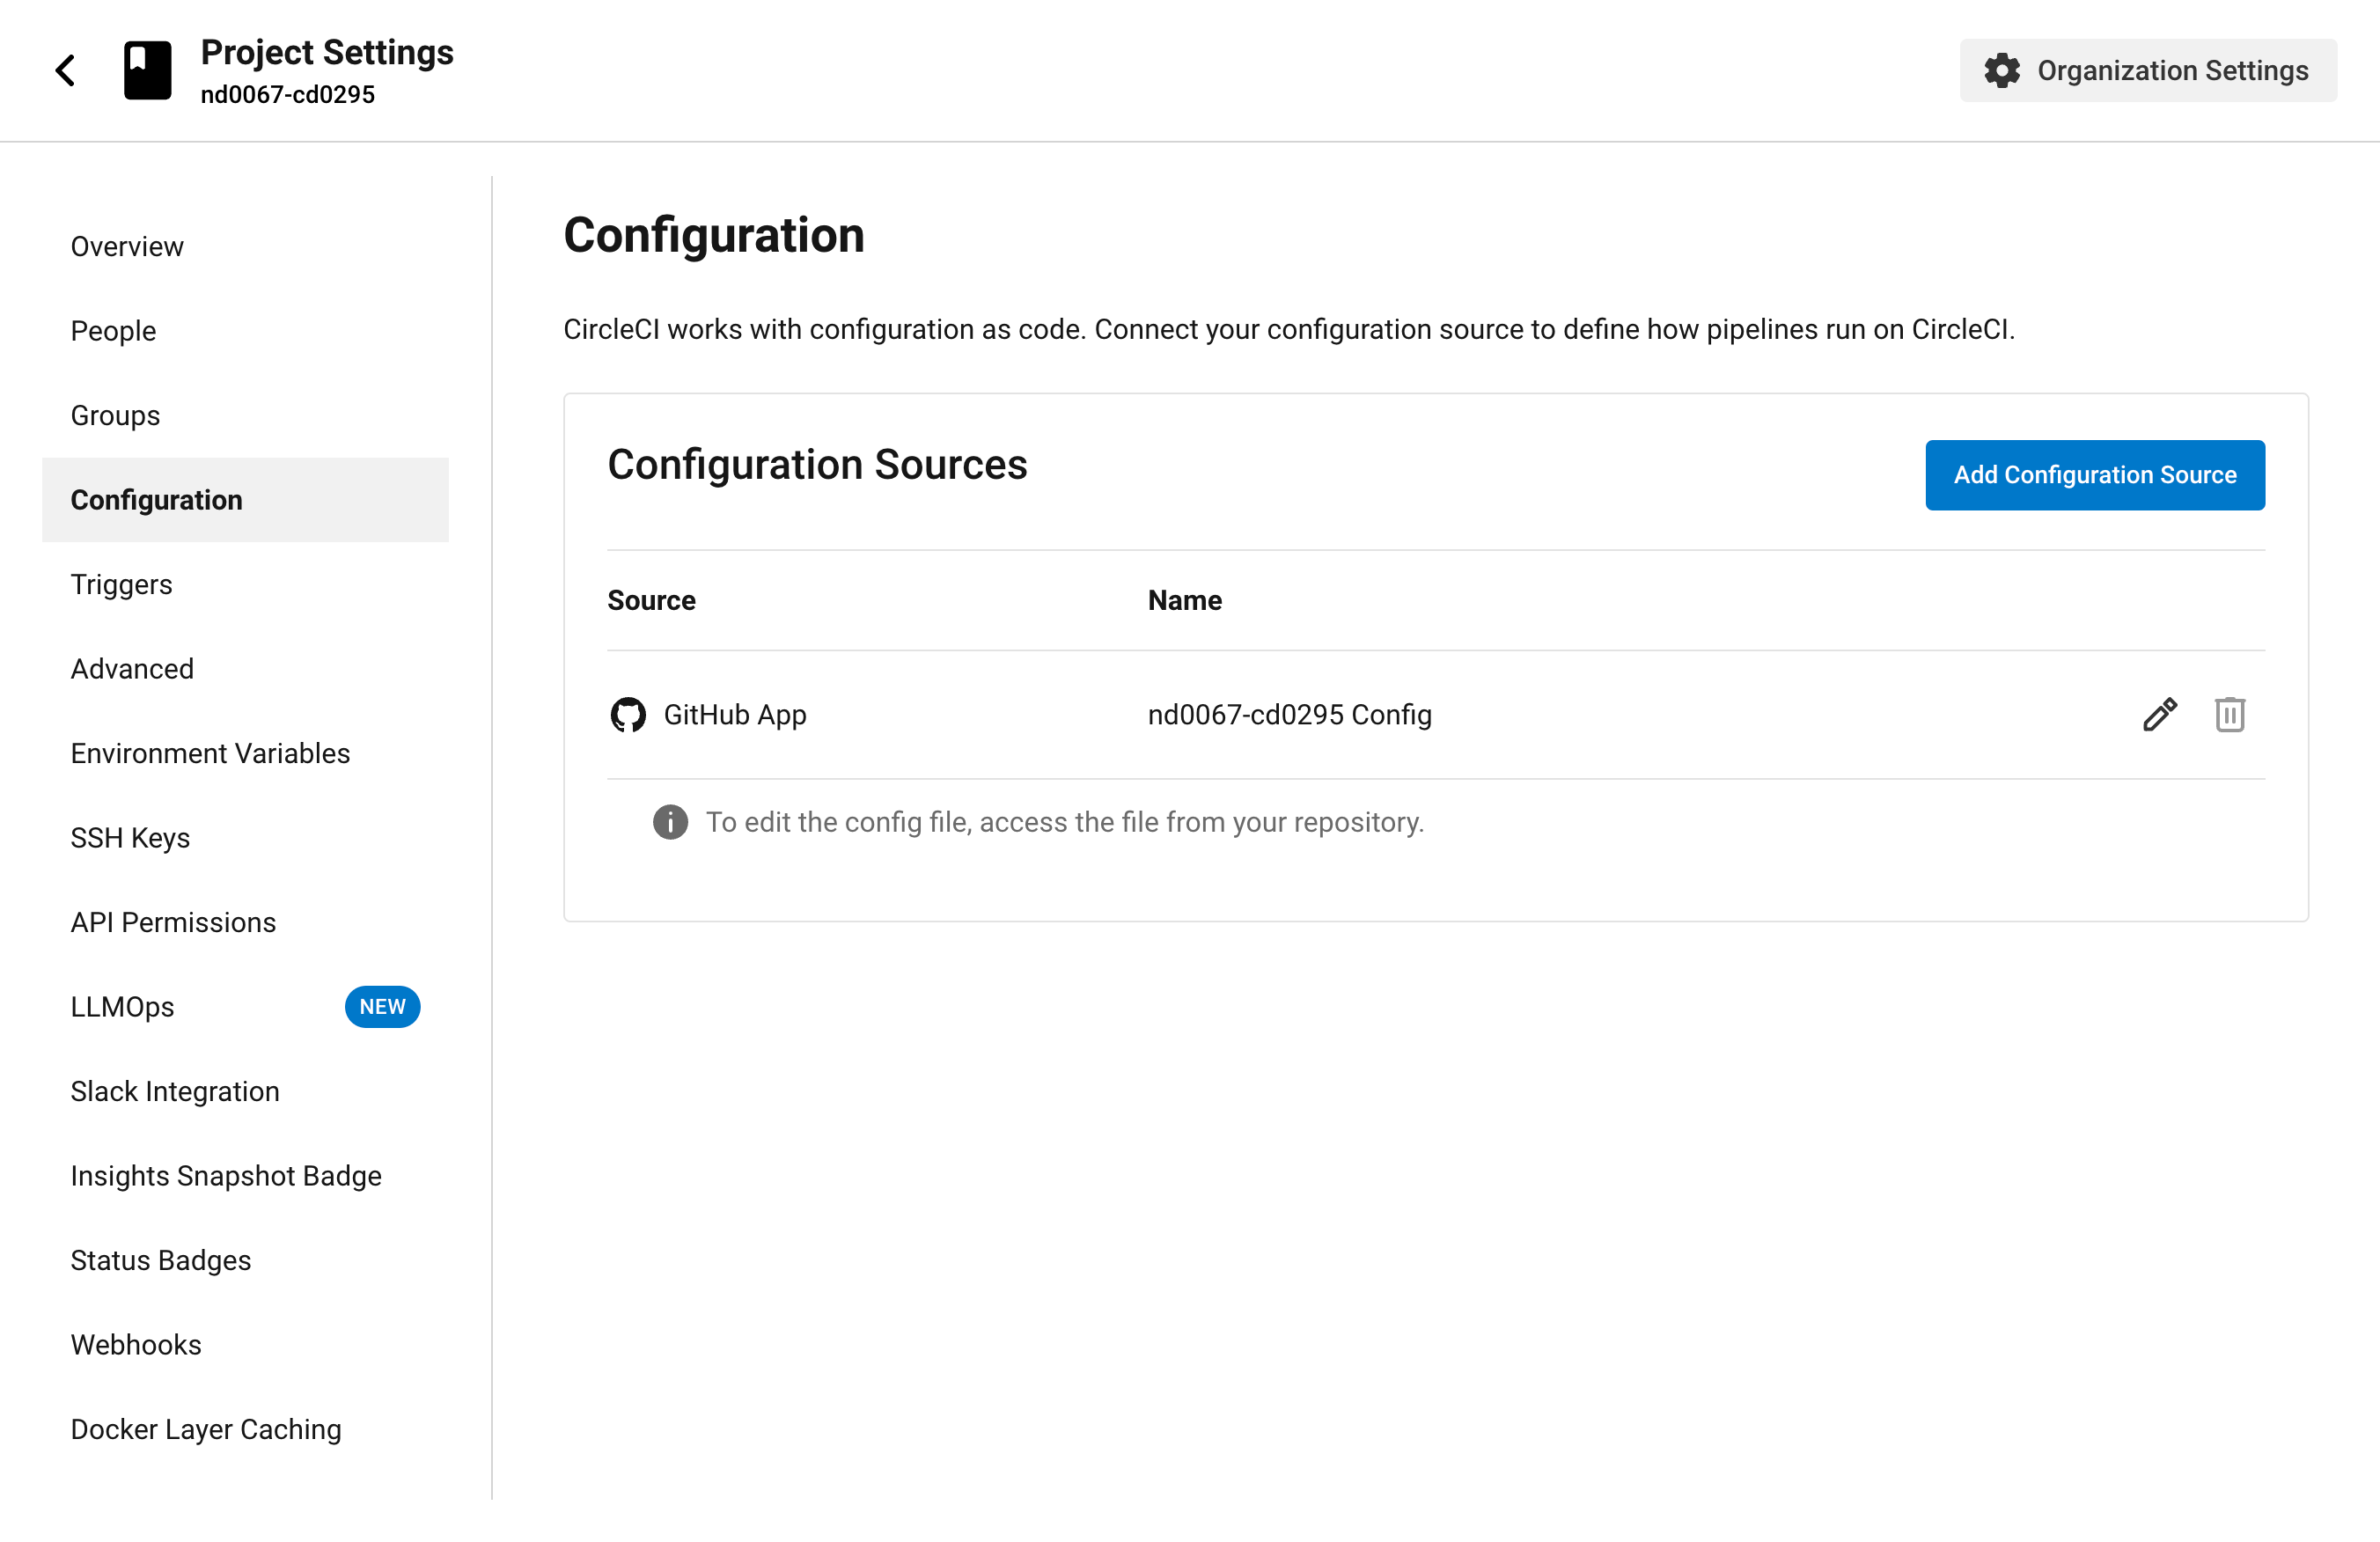 Project Settings
nd0067-cd0295
Organization Settings
Overview
People
Groups
Configuration
Triggers
Advanced
Environment Variables
SSH Keys
API Permissions
LLMOps NEW
Slack Integration
Insights Snapshot Badge
Status Badges
Webhooks
Docker Layer Caching
Configuration
CircleCI works with configuration as code. Connect your configuration source to define how pipelines run on CircleCI.
Configuration Sources
Add Configuration Source
Source Name
GitHub App nd0067-cd0295 Config
To edit the config file, access the file from your repository.